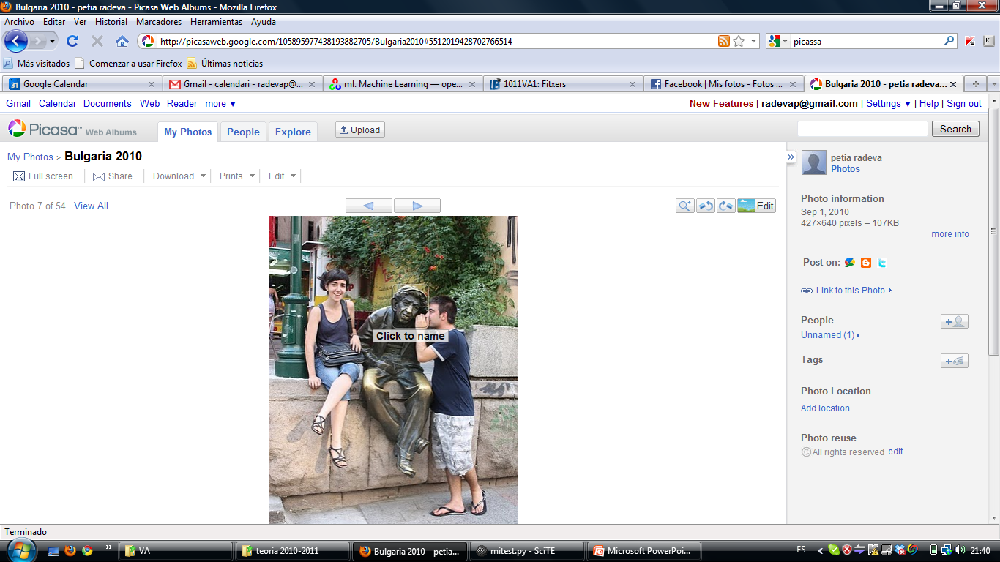 Bulgaria 2010 - petia radeva - Picasa Web Albums - Mozilla Firefox
Archivo Editar Ver Historial Marcadores Herramientas Ayuda
http://picasaweb.google.com/105895977438193882705/Bulgaria2010#5512019428702766514
picassa
Más visitados Comenzar a usar Firefox Últimas noticias
31 Google Calendar
Gmail - calendari - radevap@...
ml. Machine Learning — ope...
1011VA1: Fitxers
Facebook | Mis fotos - Fotos ...
Bulgaria 2010 - petia radeva...
Gmail Calendar Documents Web Reader more ▼
New Features | radevap@gmail.com | Settings ▼ | Help | Sign out
Picasa™ Web Albums
My Photos People Explore Upload
Search
My Photos > Bulgaria 2010
Full screen Share Download Prints Edit
Photo 7 of 54 View All
Edit
Click to name
petia radeva
Photos
Photo information
Sep 1, 2010
427×640 pixels – 107KB
more info
Post on:
Link to this Photo
People
Unnamed (1)
Tags
Photo Location
Add location
Photo reuse
© All rights reserved edit
Terminado
VA
teoria 2010-2011
Bulgaria 2010 - petia...
mitest.py - SciTE
Microsoft PowerPoi...
ES
21:40